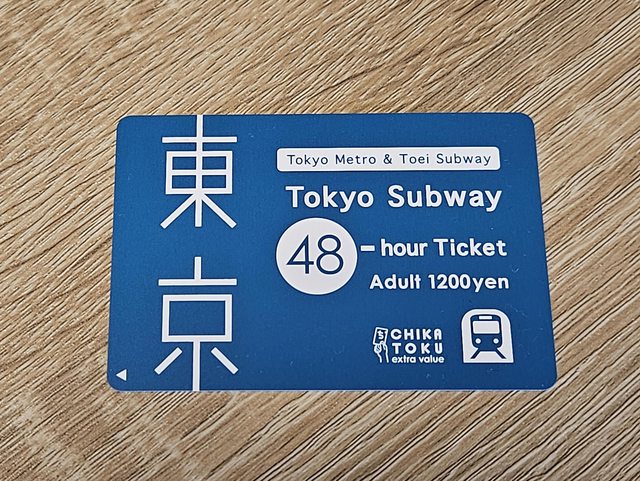 東京
Tokyo Metro & Toei Subway
Tokyo Subway
48-hour Ticket
Adult 1200yen
CHIKA
TOKU
extra value